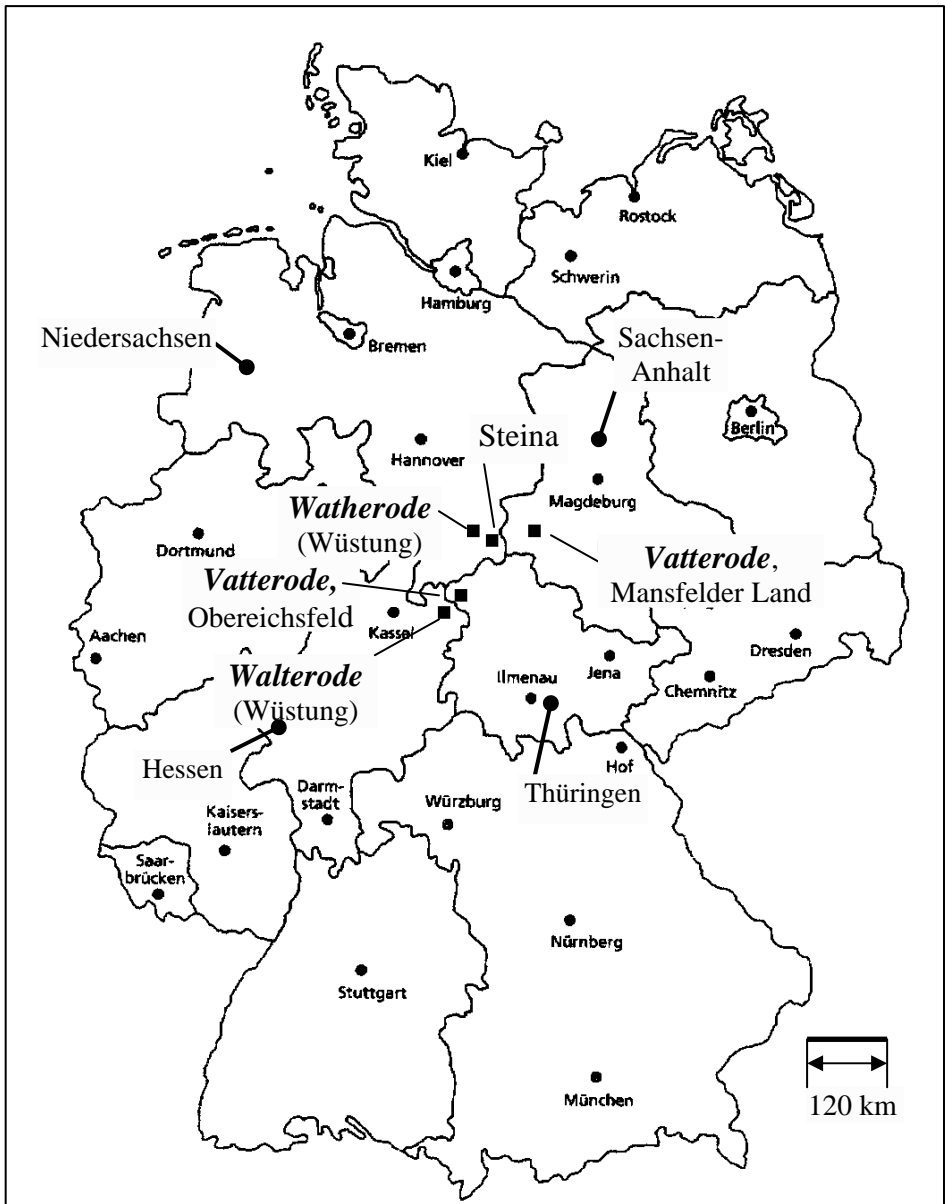 Kiel
Rostock
Schwerin
Hamburg
Niedersachsen
Bremen
Sachsen-
Anhalt
Berlin
Steina
Hannover
Magdeburg
Watherode
(Wüstung)
Dortmund
Vatterode,
Mansfelder Land
Vatterode,
Obereichsfeld
Kassel
Aachen
Dresden
Jena
Chemnitz
Ilmenau
Walterode
(Wüstung)
Hessen
Thüringen
Hof
Darm-
stadt
Würzburg
Kaisers-
lautern
Saar-
brücken
Nürnberg
Stuttgart
München
120 km